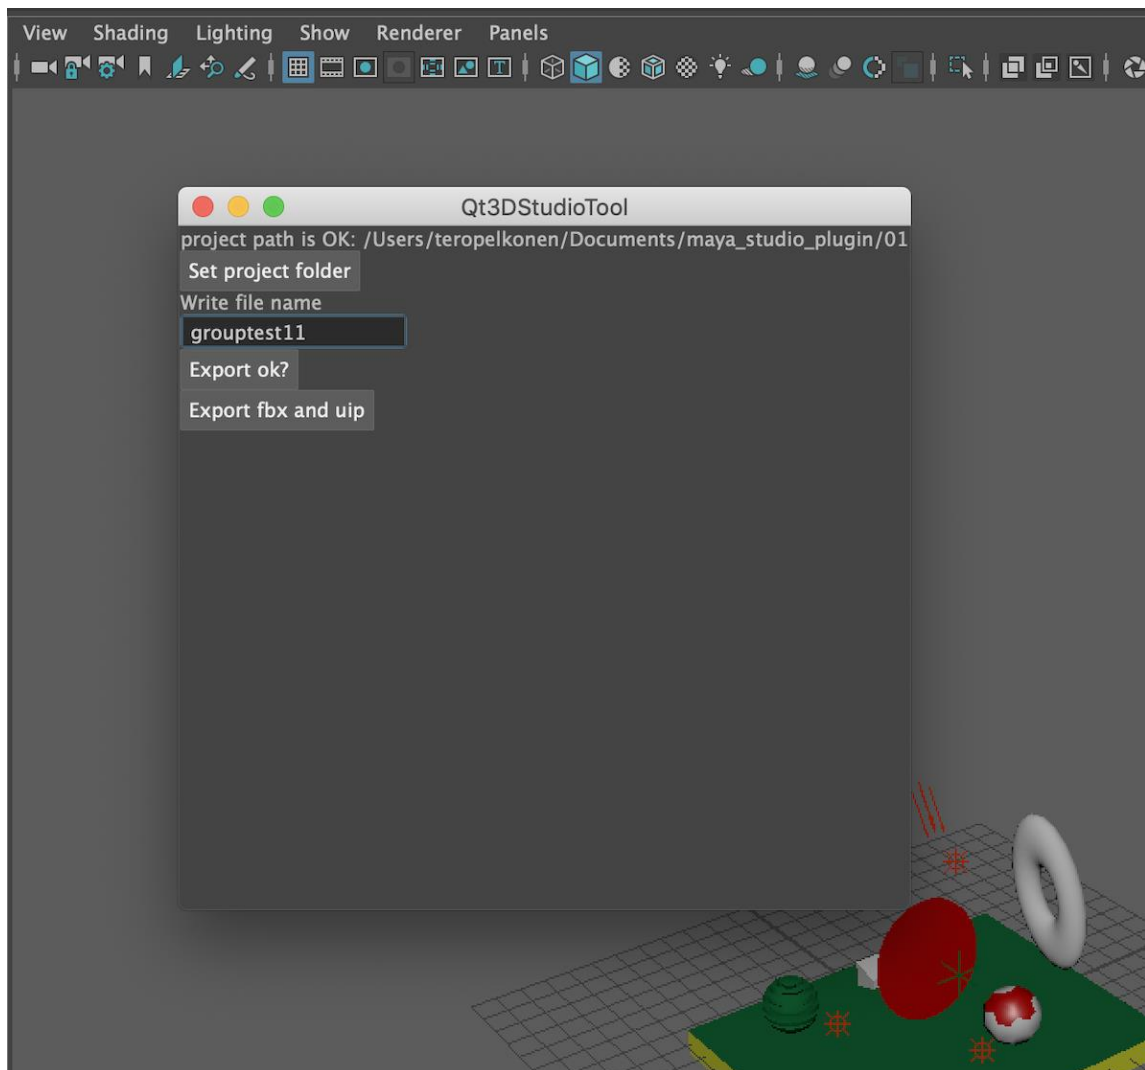 View Shading Lighting Show Renderer Panels
Qt3DStudioTool
project path is OK: /Users/teropelkonen/Documents/maya_studio_plugin/01
Set project folder
Write file name
grouptest11
Export ok?
Export fbx and uip